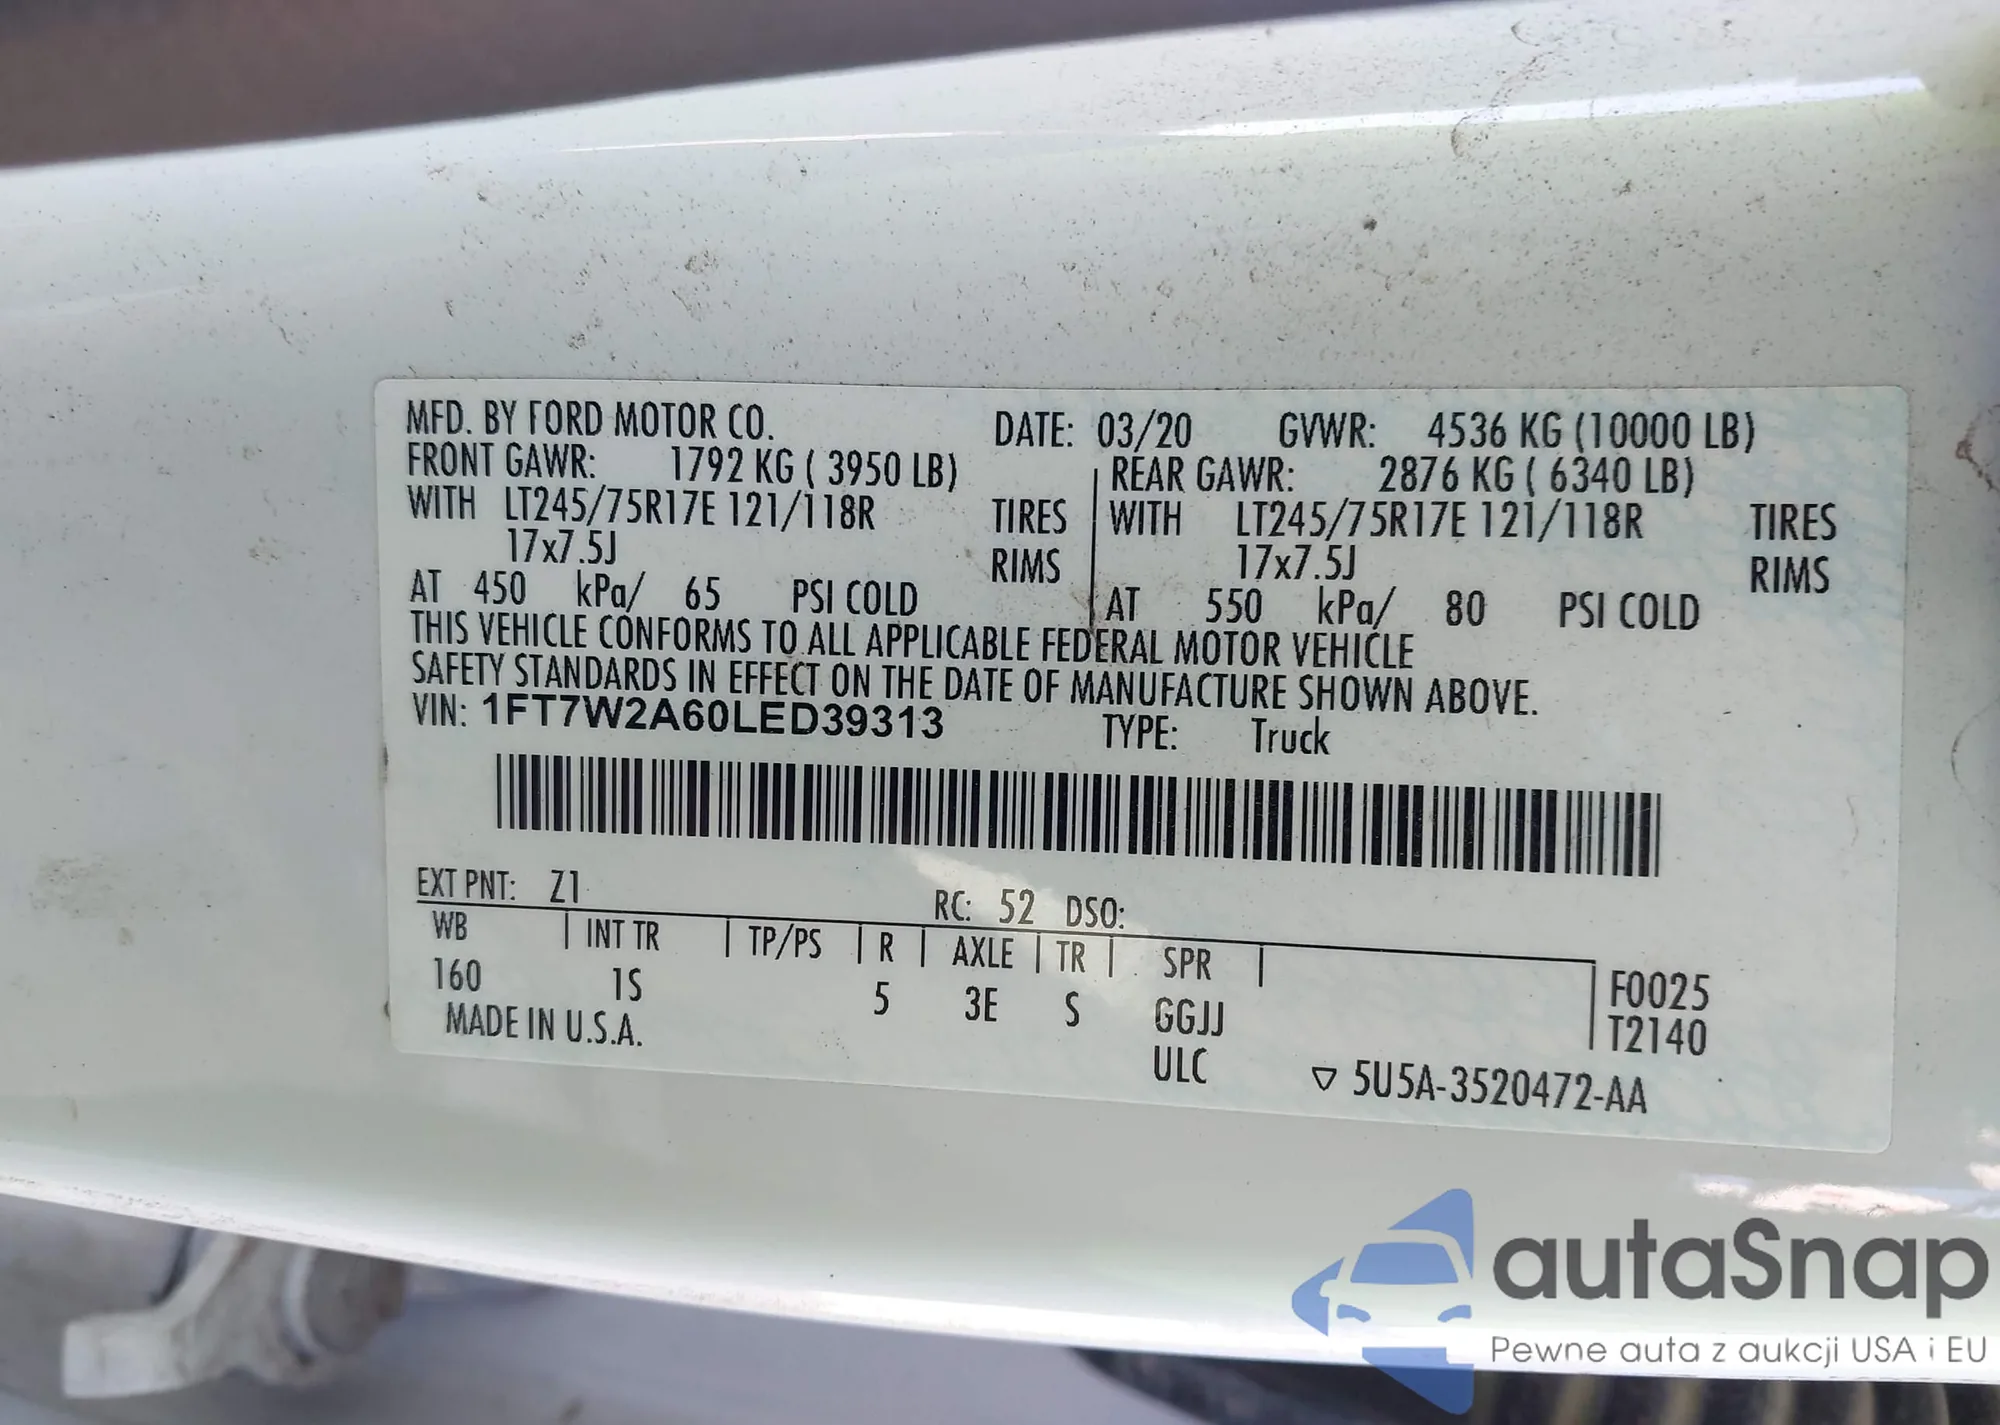 MFD. BY FORD MOTOR CO. DATE: 03/20 GVWR: 4536 KG (10000 LB)
FRONT GAWR: 1792 KG ( 3950 LB) REAR GAWR: 2876 KG ( 6340 LB)
WITH LT245/75R17E 121/118R TIRES WITH LT245/75R17E 121/118R TIRES
17x7.5J RIMS 17x7.5J RIMS
AT 450 kPa/ 65 PSI COLD AT 550 kPa/ 80 PSI COLD
THIS VEHICLE CONFORMS TO ALL APPLICABLE FEDERAL MOTOR VEHICLE
SAFETY STANDARDS IN EFFECT ON THE DATE OF MANUFACTURE SHOWN ABOVE.
VIN: 1FT7W2A60LED39313 TYPE: Truck
EXT PNT: Z1 RC: 52 DSO:
WB | INT TR | TP/PS | R | AXLE | TR | SPR |
160 1S 5 3E S GGJJ F0025
MADE IN U.S.A. ULC T2140
▽ 5U5A-3520472-AA
autaSnap
Pewne auta z aukcji USA i EU